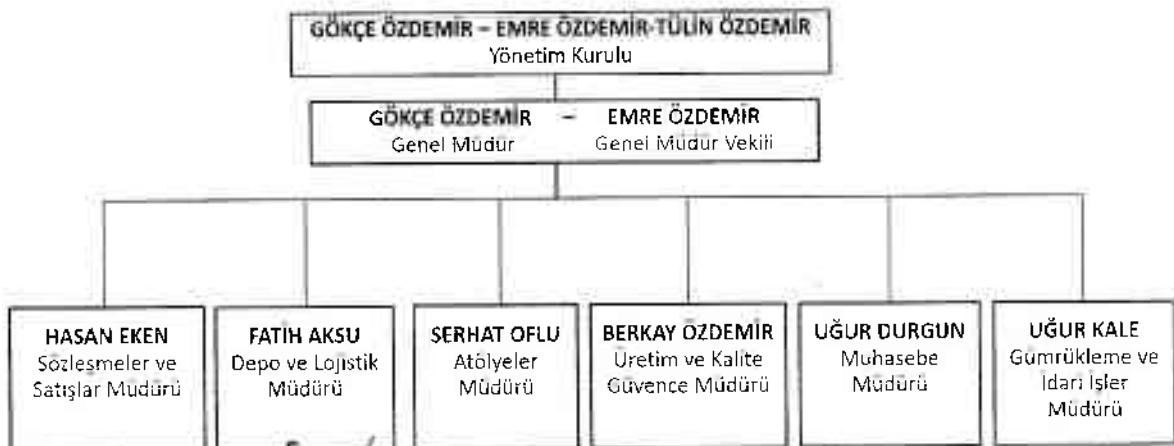 GÖKÇE ÖZDEMİR – EMRE ÖZDEMİR-TÜLİN ÖZDEMİR
Yönetim Kurulu
GÖKÇE ÖZDEMİR – EMRE ÖZDEMİR
Genel Müdür Genel Müdür Vekili
HASAN EKEN
Sözleşmeler ve
Satışlar Müdürü
FATİH AKSU
Depo ve Lojistik
Müdürü
SERHAT OFLU
Atölyeler
Müdürü
BERKAY ÖZDEMİR
Üretim ve Kalite
Güvence Müdürü
UĞUR DURGUN
Muhasebe
Müdürü
UĞUR KALE
Gümrükleme ve
İdari İşler
Müdürü